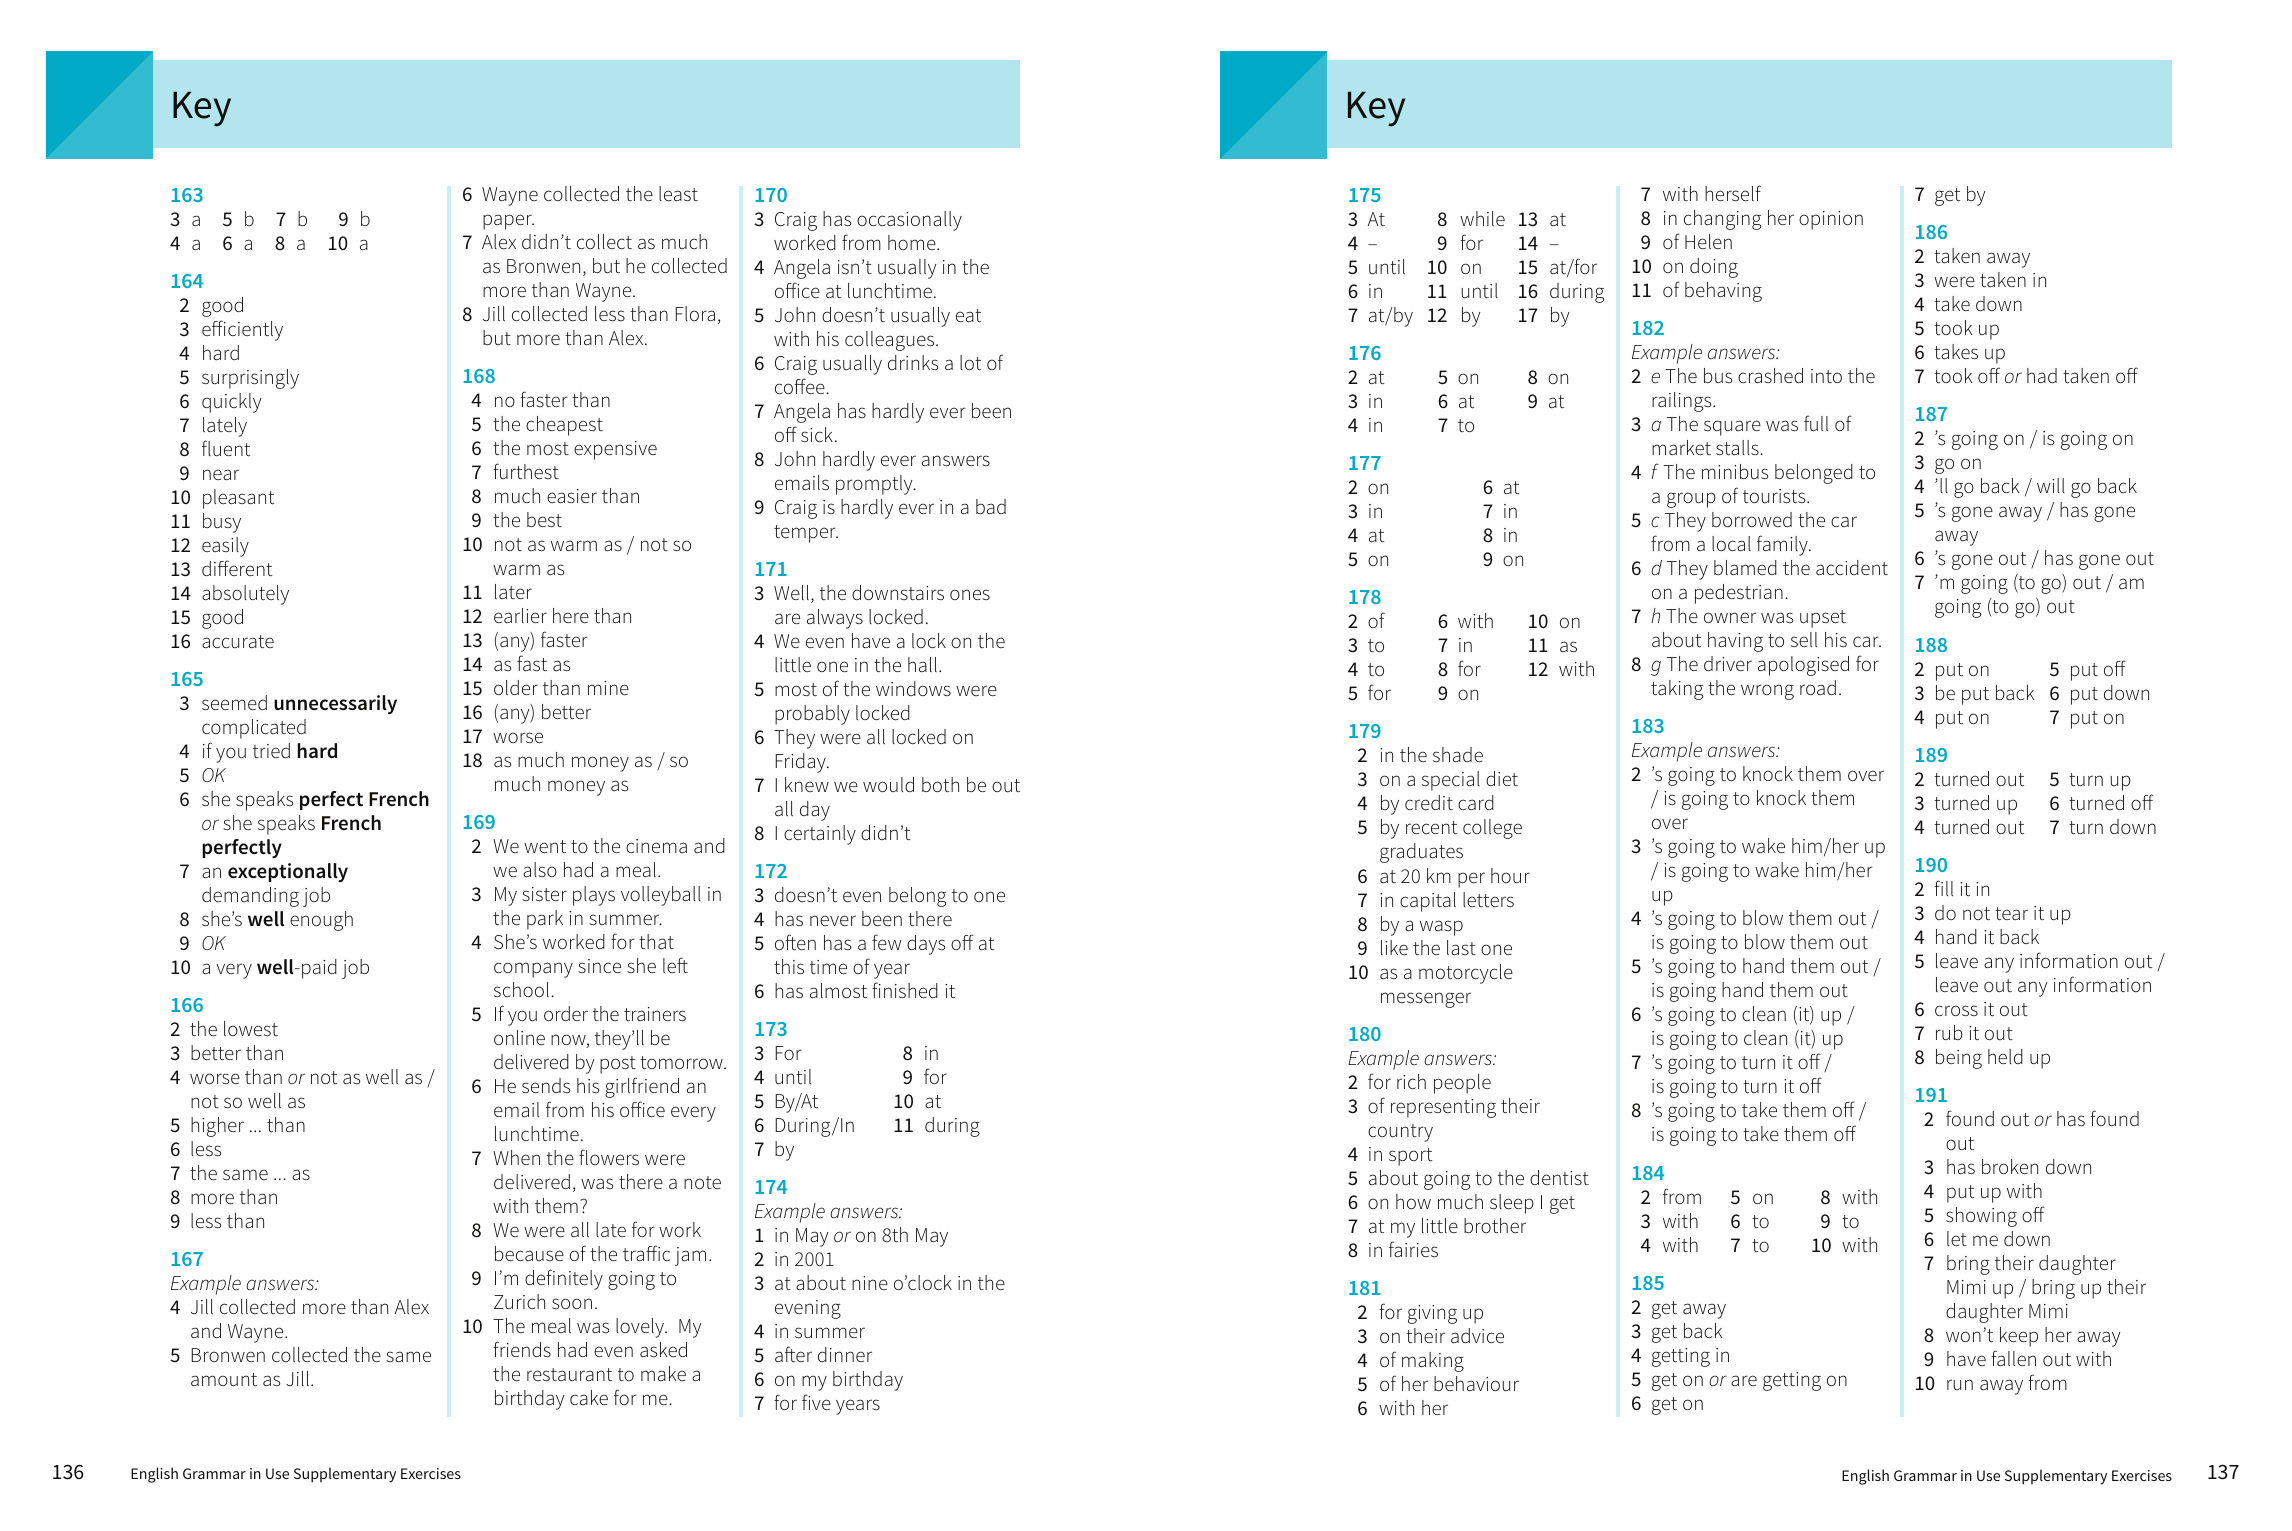 Key
163
3 a 5 b 7 b 9 b
4 a 6 a 8 a 10 a
164
2 good
3 efficiently
4 hard
5 surprisingly
6 quickly
7 lately
8 fluent
9 near
10 pleasant
11 busy
12 easily
13 different
14 absolutely
15 good
16 accurate
165
3 seemed unnecessarily
complicated
4 if you tried hard
5 OK
6 she speaks perfect French
or she speaks French
perfectly
7 an exceptionally
demanding job
8 she's well enough
9 OK
10 a very well-paid job
166
2 the lowest
3 better than
4 worse than or not as well as /
not so well as
5 higher ... than
6 less
7 the same ... as
8 more than
9 less than
167
Example answers:
4 Jill collected more than Alex
and Wayne.
5 Bronwen collected the same
amount as Jill.
6 Wayne collected the least
paper.
7 Alex didn't collect as much
as Bronwen, but he collected
more than Wayne.
8 Jill collected less than Flora,
but more than Alex.
168
4 no faster than
5 the cheapest
6 the most expensive
7 furthest
8 much easier than
9 the best
10 not as warm as / not so
warm as
11 later
12 earlier here than
13 (any) faster
14 as fast as
15 older than mine
16 (any) better
17 worse
18 as much money as / so
much money as
169
2 We went to the cinema and
we also had a meal.
3 My sister plays volleyball in
the park in summer.
4 She's worked for that
company since she left
school.
5 If you order the trainers
online now, they'll be
delivered by post tomorrow.
6 He sends his girlfriend an
email from his office every
lunchtime.
7 When the flowers were
delivered, was there a note
with them?
8 We were all late for work
because of the traffic jam.
9 I'm definitely going to
Zurich soon.
10 The meal was lovely. My
friends had even asked
the restaurant to make a
birthday cake for me.
170
3 Craig has occasionally
worked from home.
4 Angela isn't usually in the
office at lunchtime.
5 John doesn't usually eat
with his colleagues.
6 Craig usually drinks a lot of
coffee.
7 Angela has hardly ever been
off sick.
8 John hardly ever answers
emails promptly.
9 Craig is hardly ever in a bad
temper.
171
3 Well, the downstairs ones
are always locked.
4 We even have a lock on the
little one in the hall.
5 most of the windows were
probably locked
6 They were all locked on
Friday.
7 I knew we would both be out
all day
8 I certainly didn't
172
3 doesn't even belong to one
4 has never been there
5 often has a few days off at
this time of year
6 has almost finished it
173
3 For 8 in
4 until 9 for
5 By/At 10 at
6 During/In 11 during
7 by
174
Example answers:
1 in May or on 8th May
2 in 2001
3 at about nine o'clock in the
evening
4 in summer
5 after dinner
6 on my birthday
7 for five years
136 English Grammar in Use Supplementary Exercises
Key
175
3 At 8 while 13 at
4 – 9 for 14 –
5 until 10 on 15 at/for
6 in 11 until 16 during
7 at/by 12 by 17 by
176
2 at 5 on 8 on
3 in 6 at 9 at
4 in 7 to
177
2 on 6 at
3 in 7 in
4 at 8 in
5 on 9 on
178
2 of 6 with 10 on
3 to 7 in 11 as
4 to 8 for 12 with
5 for 9 on
179
2 in the shade
3 on a special diet
4 by credit card
5 by recent college
graduates
6 at 20 km per hour
7 in capital letters
8 by a wasp
9 like the last one
10 as a motorcycle
messenger
180
Example answers:
2 for rich people
3 of representing their
country
4 in sport
5 about going to the dentist
6 on how much sleep I get
7 at my little brother
8 in fairies
181
2 for giving up
3 on their advice
4 of making
5 of her behaviour
6 with her
7 with herself
8 in changing her opinion
9 of Helen
10 on doing
11 of behaving
182
Example answers:
2 e The bus crashed into the
railings.
3 a The square was full of
market stalls.
4 f The minibus belonged to
a group of tourists.
5 c They borrowed the car
from a local family.
6 d They blamed the accident
on a pedestrian.
7 h The owner was upset
about having to sell his car.
8 g The driver apologised for
taking the wrong road.
183
Example answers:
2 's going to knock them over
/ is going to knock them
over
3 's going to wake him/her up
/ is going to wake him/her
up
4 's going to blow them out /
is going to blow them out
5 's going to hand them out /
is going hand them out
6 's going to clean (it) up /
is going to clean (it) up
7 's going to turn it off /
is going to turn it off
8 's going to take them off /
is going to take them off
184
2 from 5 on 8 with
3 with 6 to 9 to
4 with 7 to 10 with
185
2 get away
3 get back
4 getting in
5 get on or are getting on
6 get on
7 get by
186
2 taken away
3 were taken in
4 take down
5 took up
6 takes up
7 took off or had taken off
187
2 's going on / is going on
3 go on
4 'll go back / will go back
5 's gone away / has gone
away
6 's gone out / has gone out
7 'm going (to go) out / am
going (to go) out
188
2 put on 5 put off
3 be put back 6 put down
4 put on 7 put on
189
2 turned out 5 turn up
3 turned up 6 turned off
4 turned out 7 turn down
190
2 fill it in
3 do not tear it up
4 hand it back
5 leave any information out /
leave out any information
6 cross it out
7 rub it out
8 being held up
191
2 found out or has found
out
3 has broken down
4 put up with
5 showing off
6 let me down
7 bring their daughter
Mimi up / bring up their
daughter Mimi
8 won't keep her away
9 have fallen out with
10 run away from
English Grammar in Use Supplementary Exercises 137